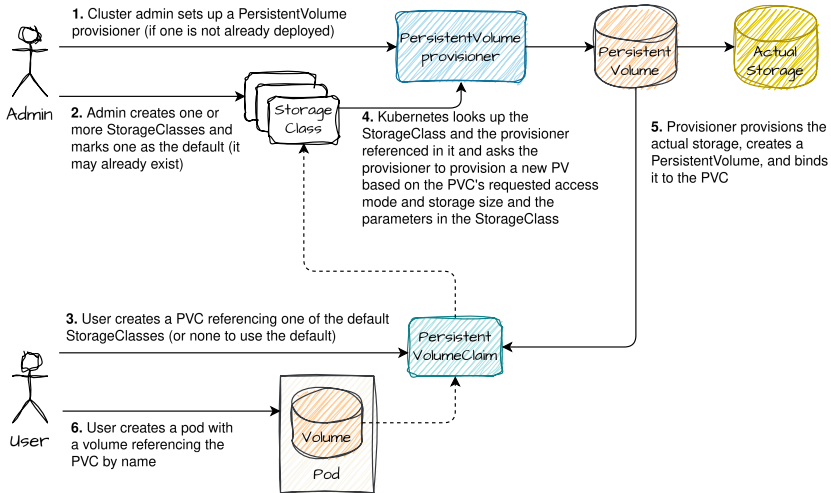 1. Cluster admin sets up a PersistentVolume
provisioner (if one is not already deployed)
PersistentVolume
provisioner
Persistent
Volume
Actual
Storage
Admin
2. Admin creates one or
more StorageClasses and
marks one as the default (it
may already exist)
Storage
Class
4. Kubernetes looks up the
StorageClass and the provisioner
referenced in it and asks
the provisioner to provision a new PV
based on the PVC's requested access
mode and storage size and the
parameters in the StorageClass
5. Provisioner provisions the
actual storage, creates a
PersistentVolume, and binds
it to the PVC
3. User creates a PVC referencing one of the default
StorageClasses (or none to use the default)
Persistent
VolumeClaim
User
6. User creates a pod with
a volume referencing the
PVC by name
Volume
Pod